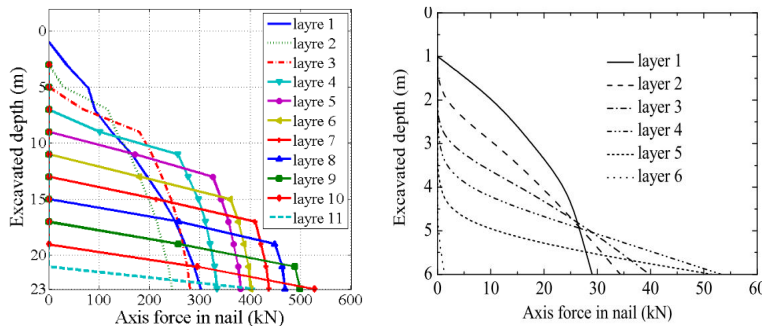 0
5
10
15
20
23
Excavated depth (m)
0 100 200 300 400 500 600
Axis force in nail (kN)
layre 1
layre 2
layre 3
layre 4
layre 5
layre 6
layre 7
layre 8
layre 9
layre 10
layre 11
0
1
2
3
4
5
6
Excavated depth (m)
0 10 20 30 40 50 60
Axis force in nail (kN)
layer 1
layer 2
layer 3
layer 4
layer 5
layer 6